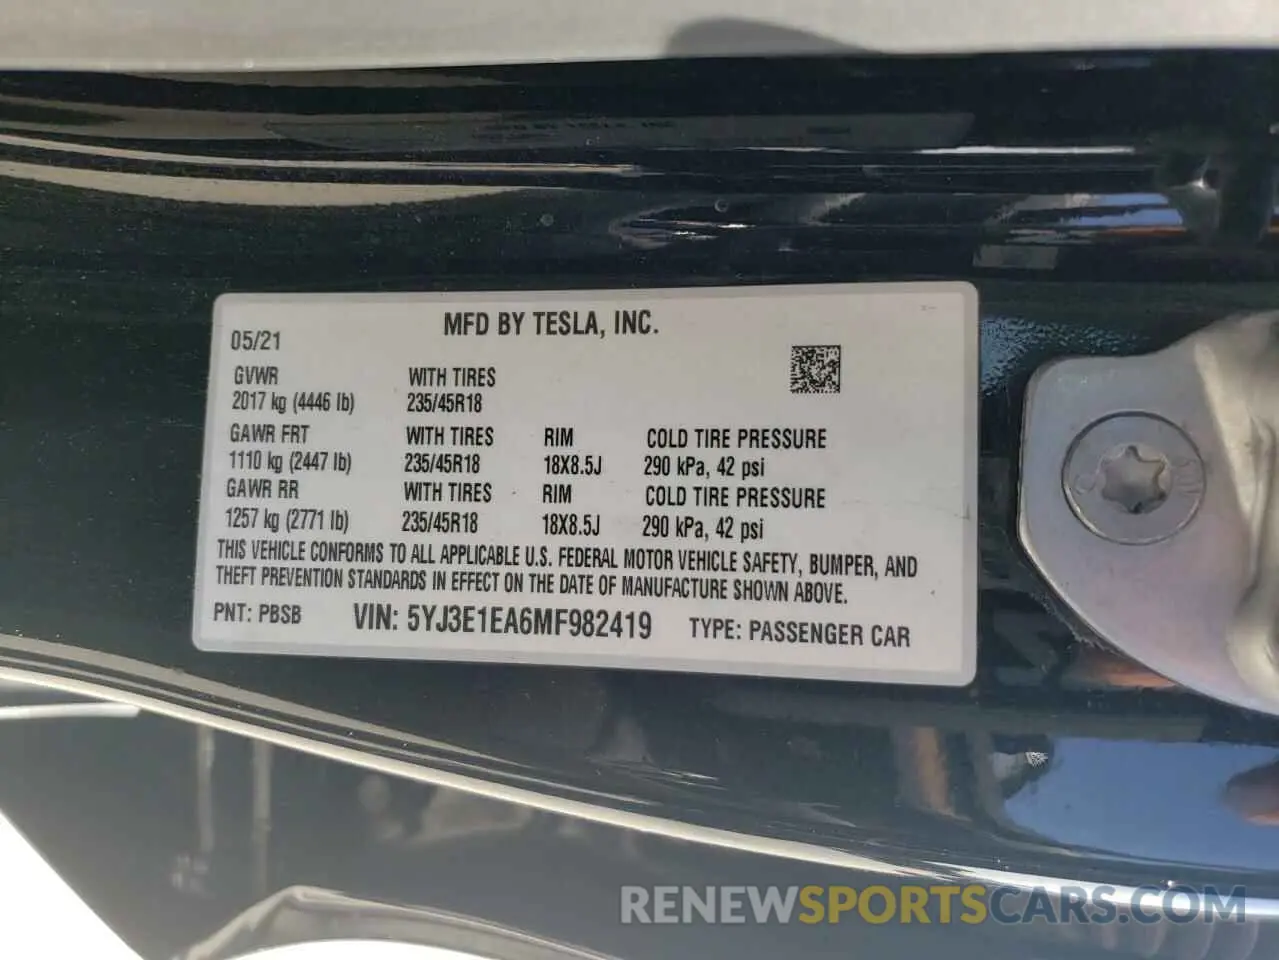 MFD BY TESLA, INC.
05/21
GVWR WITH TIRES
2017 kg (4446 lb) 235/45R18
GAWR FRT WITH TIRES RIM COLD TIRE PRESSURE
1110 kg (2447 lb) 235/45R18 18X8.5J 290 kPa, 42 psi
GAWR RR WITH TIRES RIM COLD TIRE PRESSURE
1257 kg (2771 lb) 235/45R18 18X8.5J 290 kPa, 42 psi
THIS VEHICLE CONFORMS TO ALL APPLICABLE U.S. FEDERAL MOTOR VEHICLE SAFETY, BUMPER, AND
THEFT PREVENTION STANDARDS IN EFFECT ON THE DATE OF MANUFACTURE SHOWN ABOVE.
PNT: PBSB VIN: 5YJ3E1EA6MF982419 TYPE: PASSENGER CAR
RENEWSPORTSCARS.COM